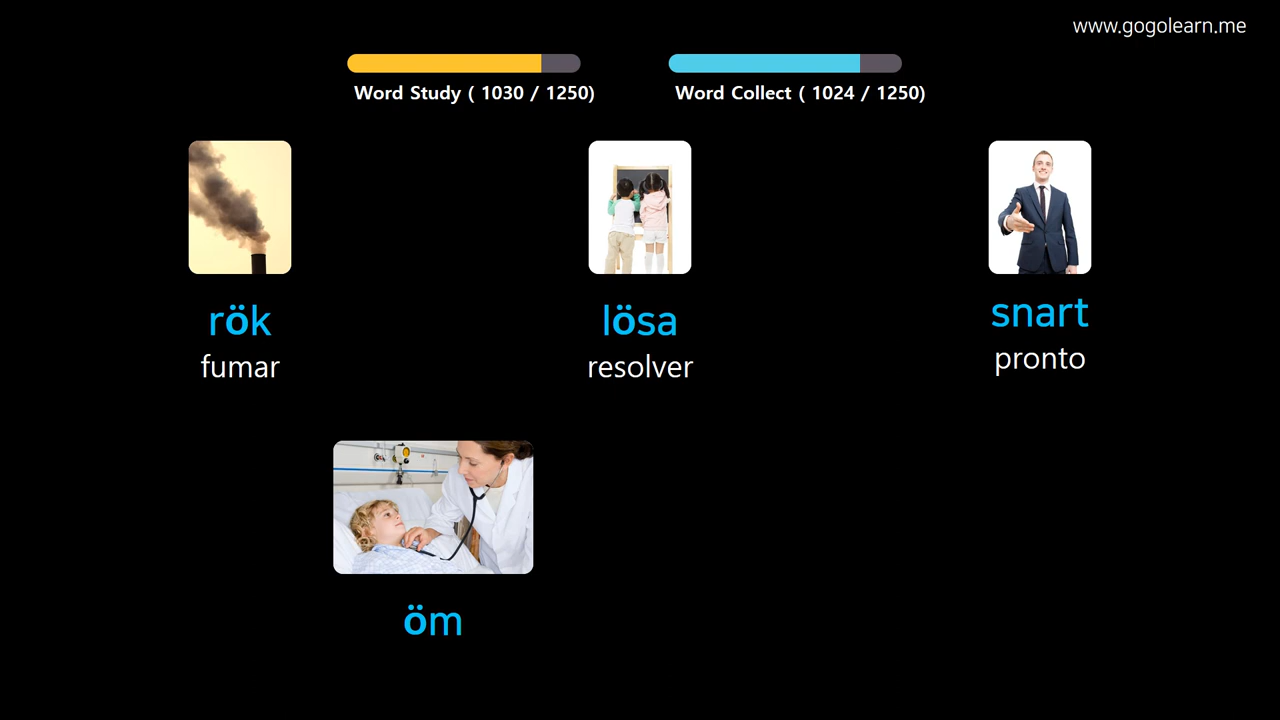 www.gogolearn.me
Word Study ( 1030 / 1250)
Word Collect ( 1024 / 1250)
rök
lösa
snart
fumar
resolver
pronto
öm